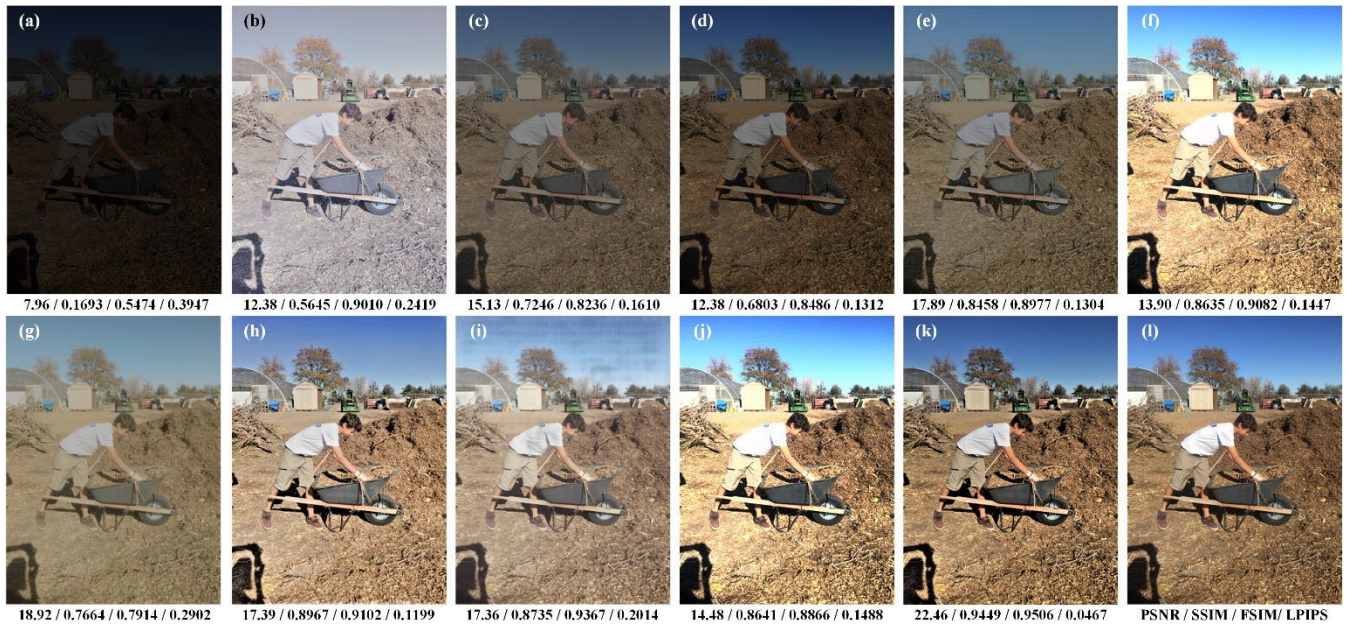 (a) (b) (c) (d) (e) (f)
7.96 / 0.1693 / 0.5474 / 0.3947 12.38 / 0.5645 / 0.9010 / 0.2419 15.13 / 0.7246 / 0.8236 / 0.1610 12.38 / 0.6803 / 0.8486 / 0.1312 17.89 / 0.8458 / 0.8977 / 0.1304 13.90 / 0.8635 / 0.9082 / 0.1447
(g) (h) (i) (j) (k) (l)
18.92 / 0.7664 / 0.7914 / 0.2902 17.39 / 0.8967 / 0.9102 / 0.1199 17.36 / 0.8735 / 0.9367 / 0.2014 14.48 / 0.8641 / 0.8866 / 0.1488 22.46 / 0.9449 / 0.9506 / 0.0467 PSNR / SSIM / FSIM/ LPIPS